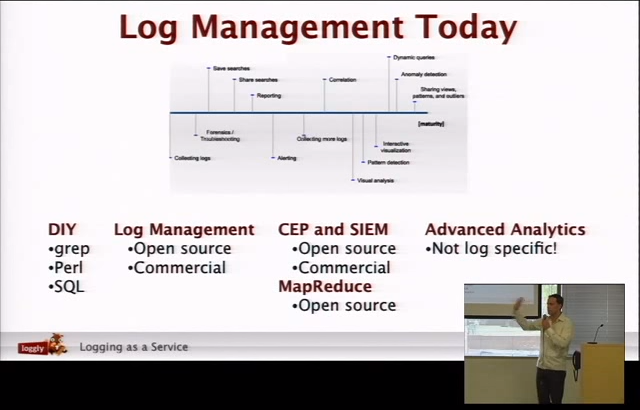 Log Management Today
Dynamic queries
Save searches
Anomaly detection
Share searches
Correlation
Reporting
Sharing views,
patterns, and outliers
[maturity]
Forensics /
Troubleshooting
Collecting more logs
Interactive
visualization
Collecting logs
Alerting
Pattern detection
Visual analysis
DIY
•grep
•Perl
•SQL
Log Management
•Open source
•Commercial
CEP and SIEM
•Open source
•Commercial
MapReduce
•Open source
Advanced Analytics
•Not log specific!
loggly
Logging as a Service